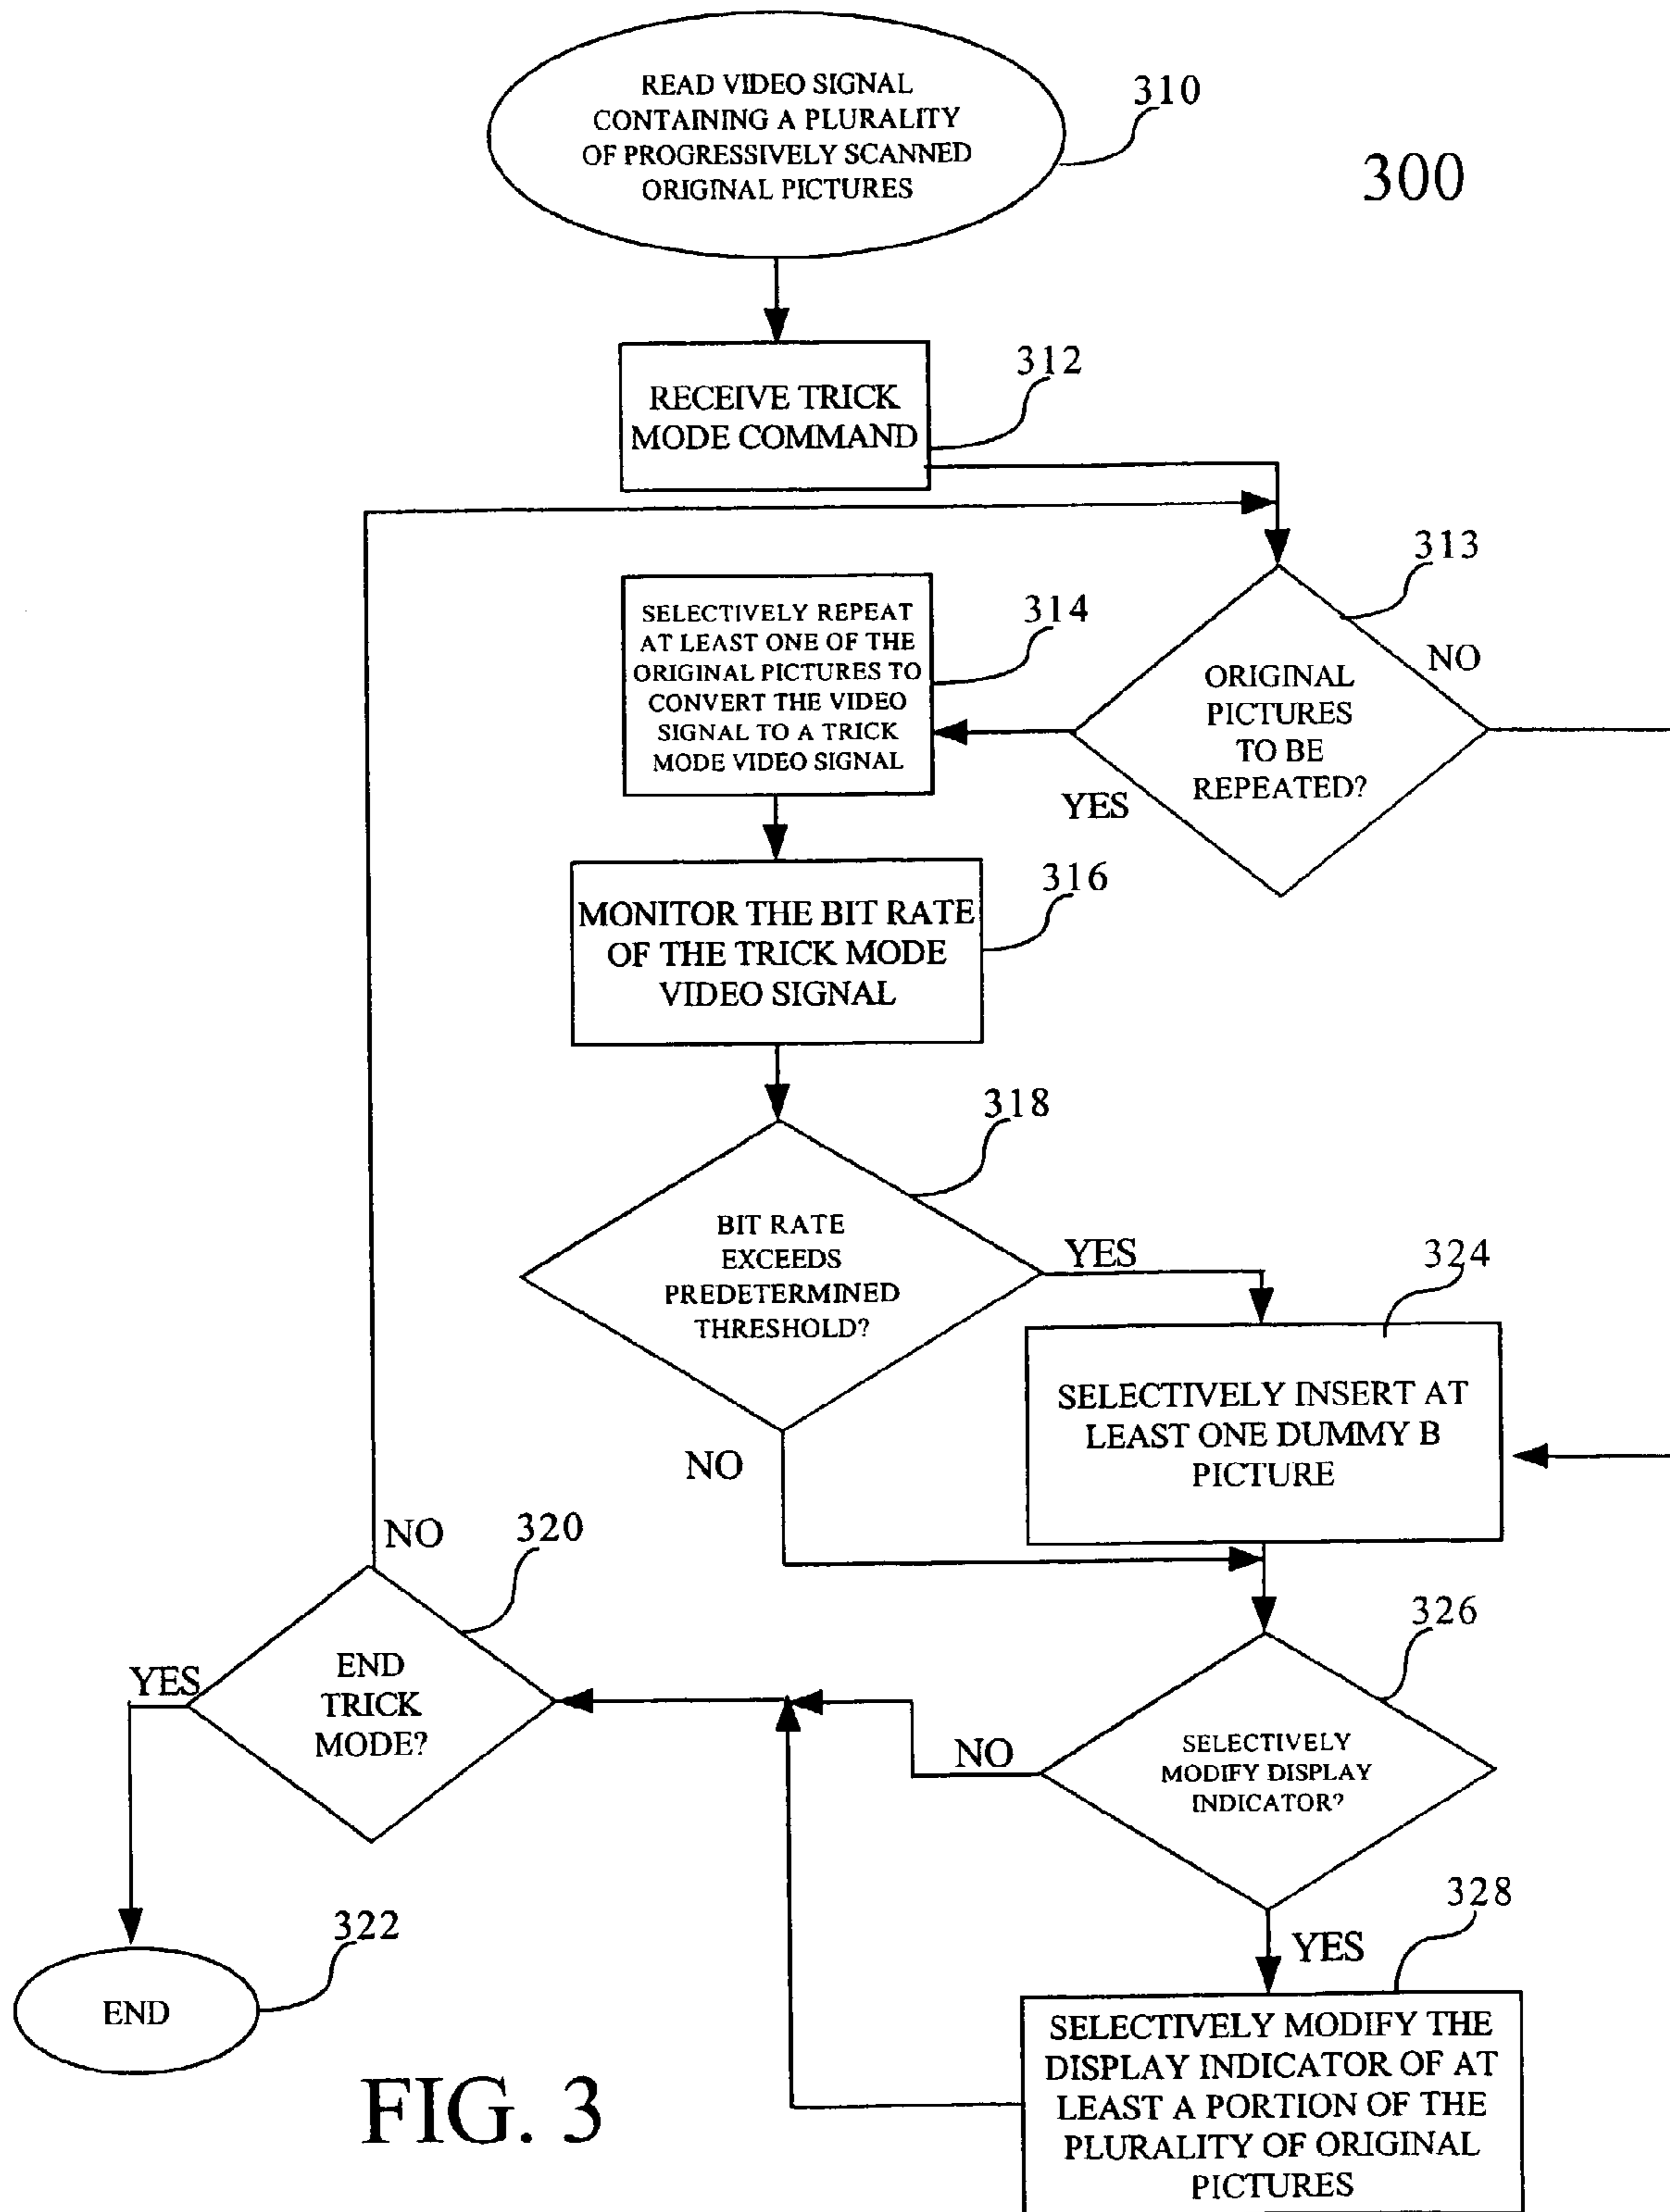 READ VIDEO SIGNAL
CONTAINING A PLURALITY
OF PROGRESSIVELY SCANNED
ORIGINAL PICTURES
310
300
RECEIVE TRICK
MODE COMMAND
312
313
ORIGINAL
PICTURES
TO BE
REPEATED?
NO
YES
SELECTIVELY REPEAT
AT LEAST ONE OF THE
ORIGINAL PICTURES TO
CONVERT THE VIDEO
SIGNAL TO A TRICK
MODE VIDEO SIGNAL
314
MONITOR THE BIT RATE
OF THE TRICK MODE
VIDEO SIGNAL
316
BIT RATE
EXCEEDS
PREDETERMINED
THRESHOLD?
318
YES
NO
SELECTIVELY INSERT AT
LEAST ONE DUMMY B
PICTURE
324
NO
320
END
TRICK
MODE?
YES
326
SELECTIVELY
MODIFY DISPLAY
INDICATOR?
NO
YES
END
322
328
SELECTIVELY MODIFY THE
DISPLAY INDICATOR OF AT
LEAST A PORTION OF THE
PLURALITY OF ORIGINAL
PICTURES
FIG. 3